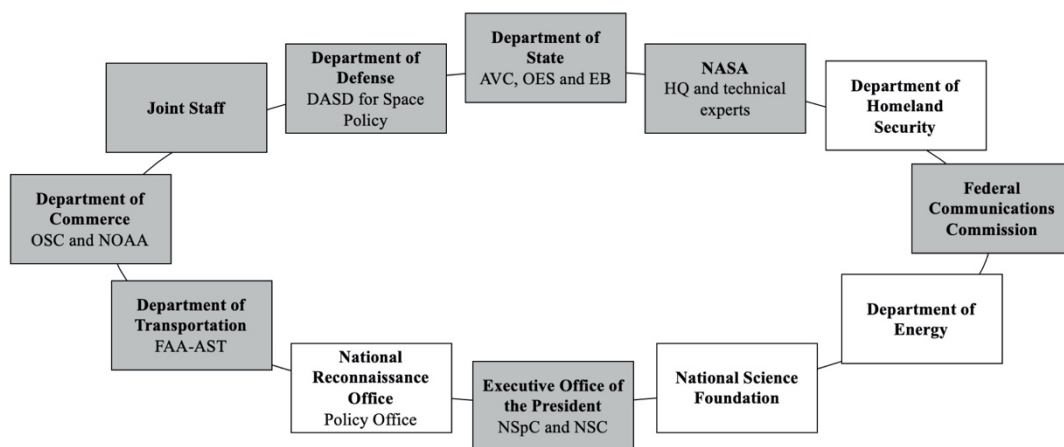 Department of
State
AVC, OES and EB
Department of
Defense
DASD for Space
Policy
NASA
HQ and technical
experts
Joint Staff
Department of
Homeland
Security
Department of
Commerce
OSC and NOAA
Federal
Communications
Commission
Department of
Transportation
FAA-AST
Department of
Energy
National
Reconnaissance
Office
Policy Office
Executive Office of
the President
NSpC and NSC
National Science
Foundation